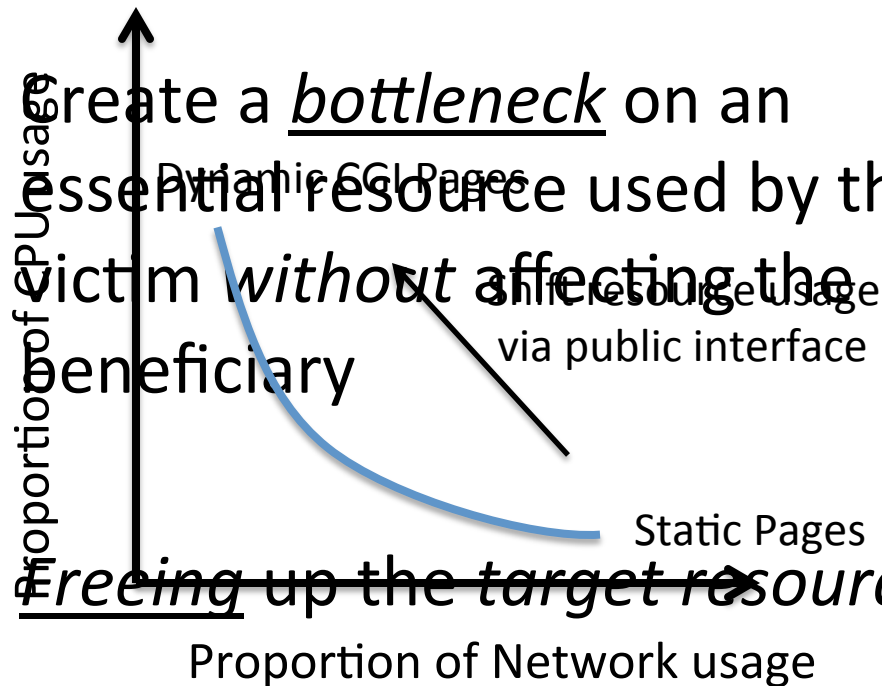 Create a bottleneck on an
essential resource used by th
victim without affecting the
beneficiary
Freeing up the target resour
Proportion of CPU usage
Dynamic CGI Pages
Shift resource usage
via public interface
Static Pages
Proportion of Network usage